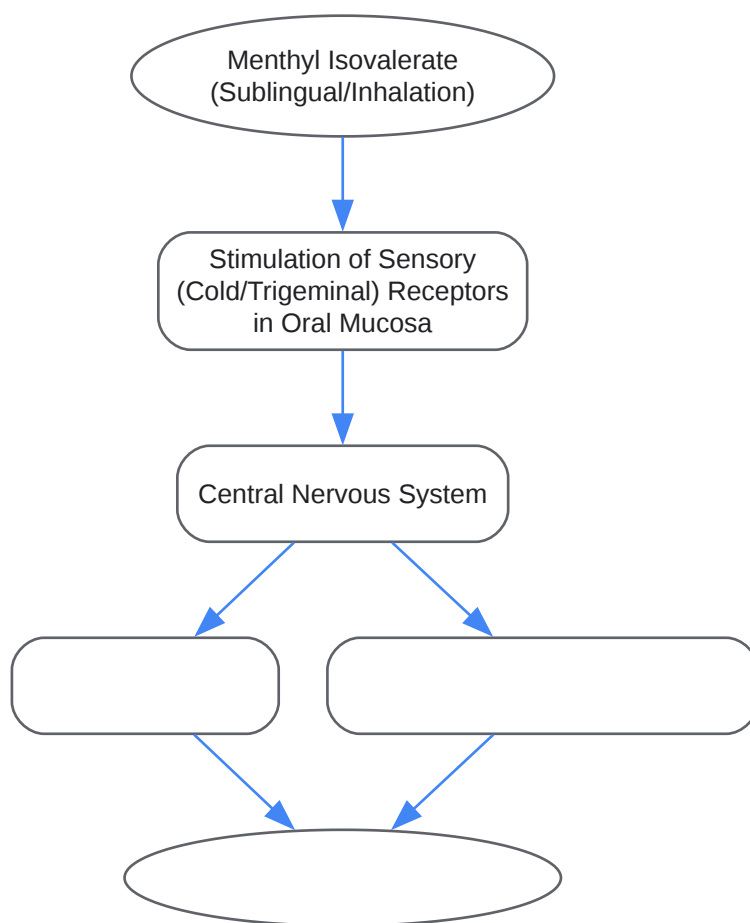 Menthyl Isovalerate
(Sublingual/Inhalation)
Stimulation of Sensory
(Cold/Trigeminal) Receptors
in Oral Mucosa
Central Nervous System